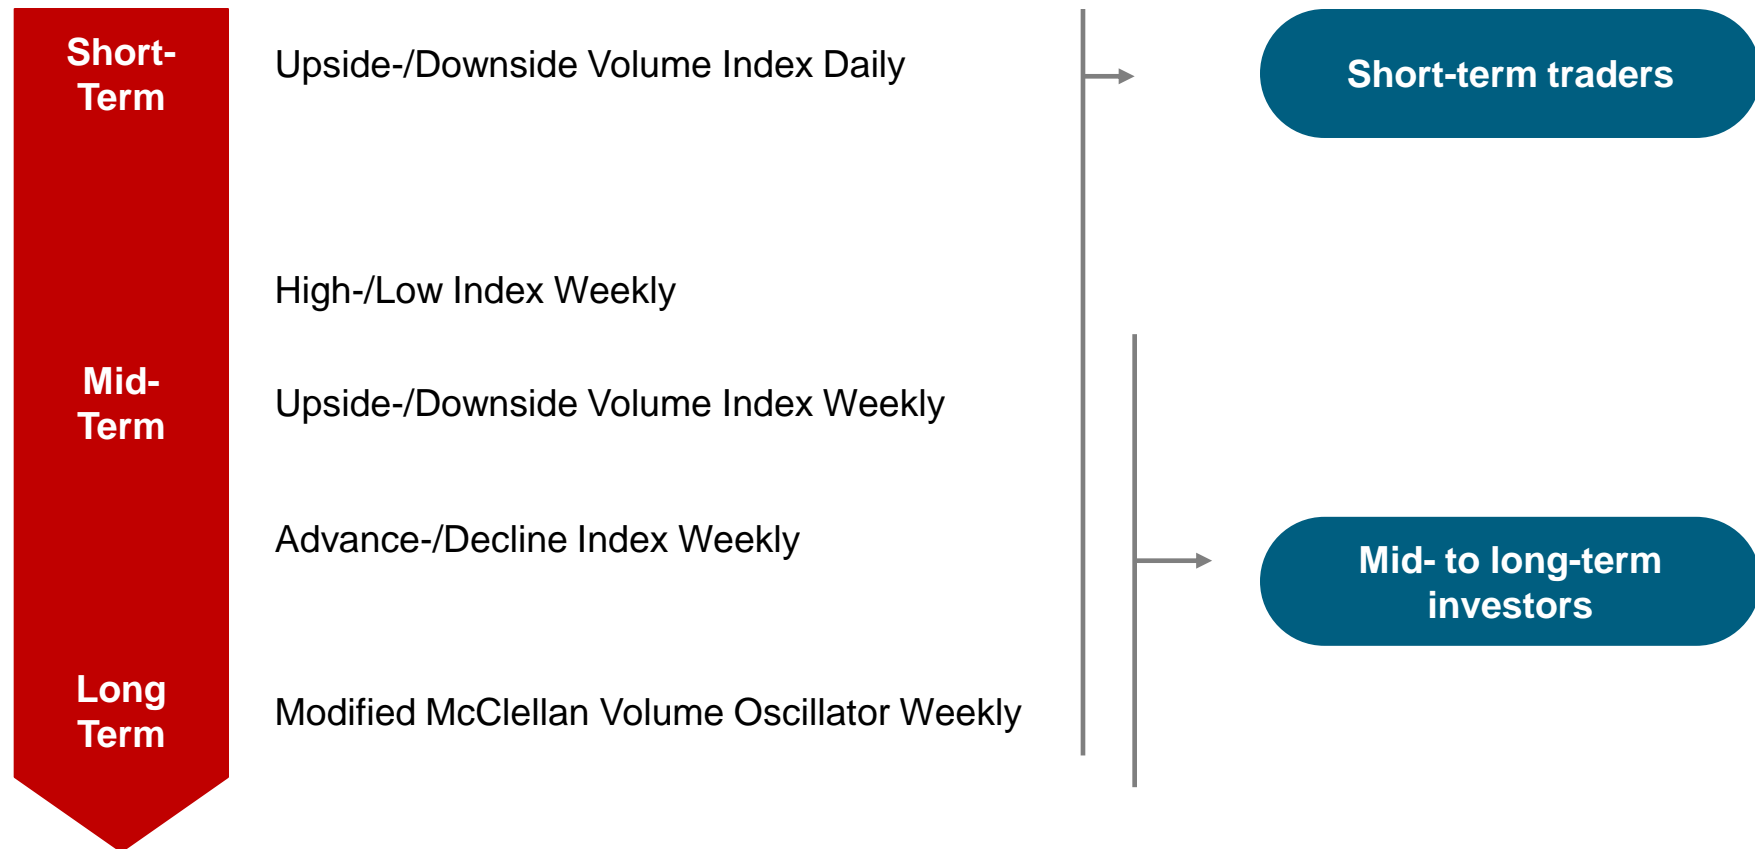 Short-
Term
Upside-/Downside Volume Index Daily
Short-term traders
High-/Low Index Weekly
Mid-
Term
Upside-/Downside Volume Index Weekly
Advance-/Decline Index Weekly
Mid- to long-term
investors
Long
Term
Modified McClellan Volume Oscillator Weekly